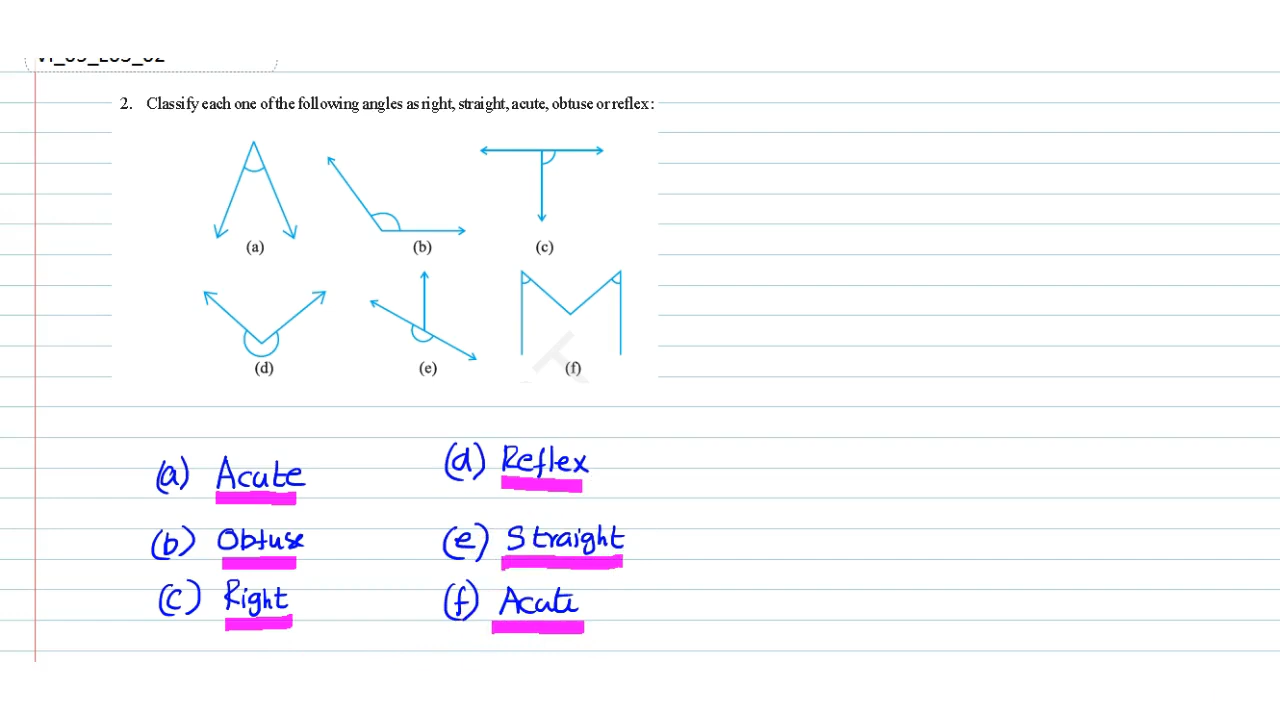 2. Classify each one of the following angles as right, straight, acute, obtuse or reflex:
(a) (b) (c)
(d) (e) (f)
(a) Acute (d) Reflex
(b) Obtuse (e) Straight
(c) Right (f) Acute